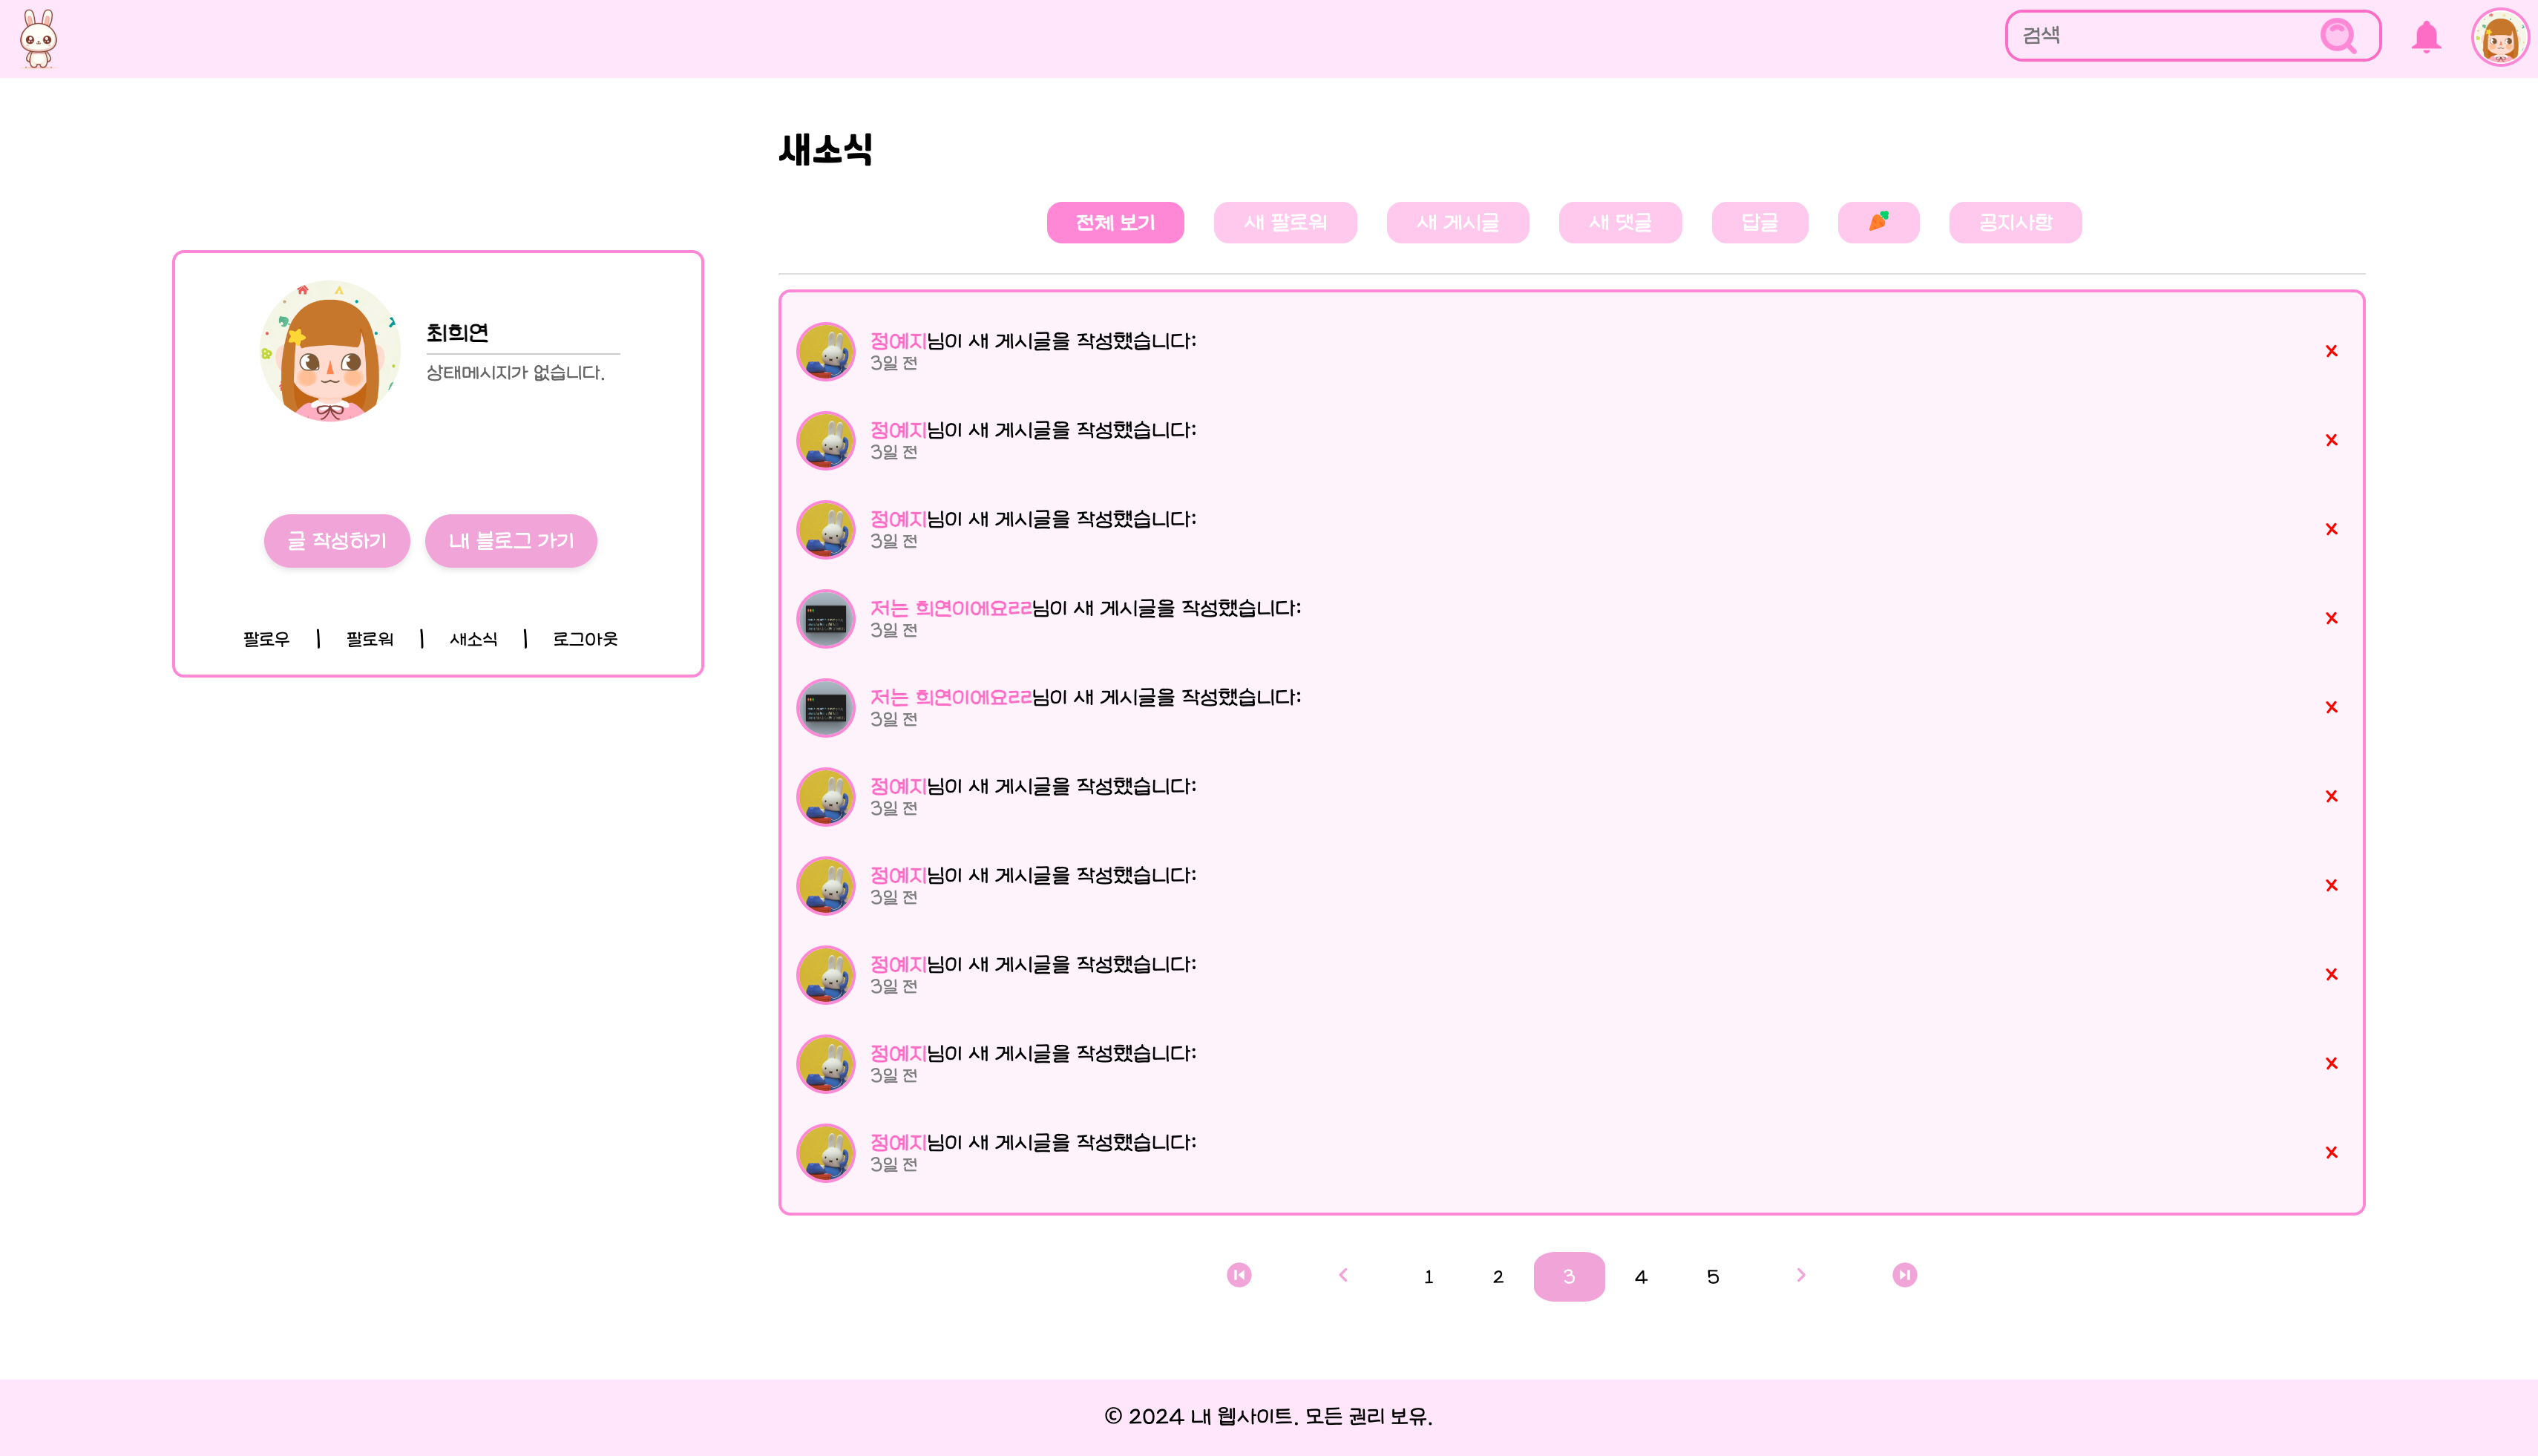 검색
새소식
전체 보기 새 팔로워 새 게시글 새 댓글 답글 공지사항
최희연
상태메시지가 없습니다.
글 작성하기 내 블로그 가기
팔로우 | 팔로워 | 새소식 | 로그아웃
정예지님이 새 게시글을 작성했습니다:
3일 전
x
정예지님이 새 게시글을 작성했습니다:
3일 전
x
정예지님이 새 게시글을 작성했습니다:
3일 전
x
저는 희연이에요ㄹㄹ님이 새 게시글을 작성했습니다:
3일 전
x
저는 희연이에요ㄹㄹ님이 새 게시글을 작성했습니다:
3일 전
x
정예지님이 새 게시글을 작성했습니다:
3일 전
x
정예지님이 새 게시글을 작성했습니다:
3일 전
x
정예지님이 새 게시글을 작성했습니다:
3일 전
x
정예지님이 새 게시글을 작성했습니다:
3일 전
x
정예지님이 새 게시글을 작성했습니다:
3일 전
x
1 2 3 4 5
© 2024 내 웹사이트. 모든 권리 보유.